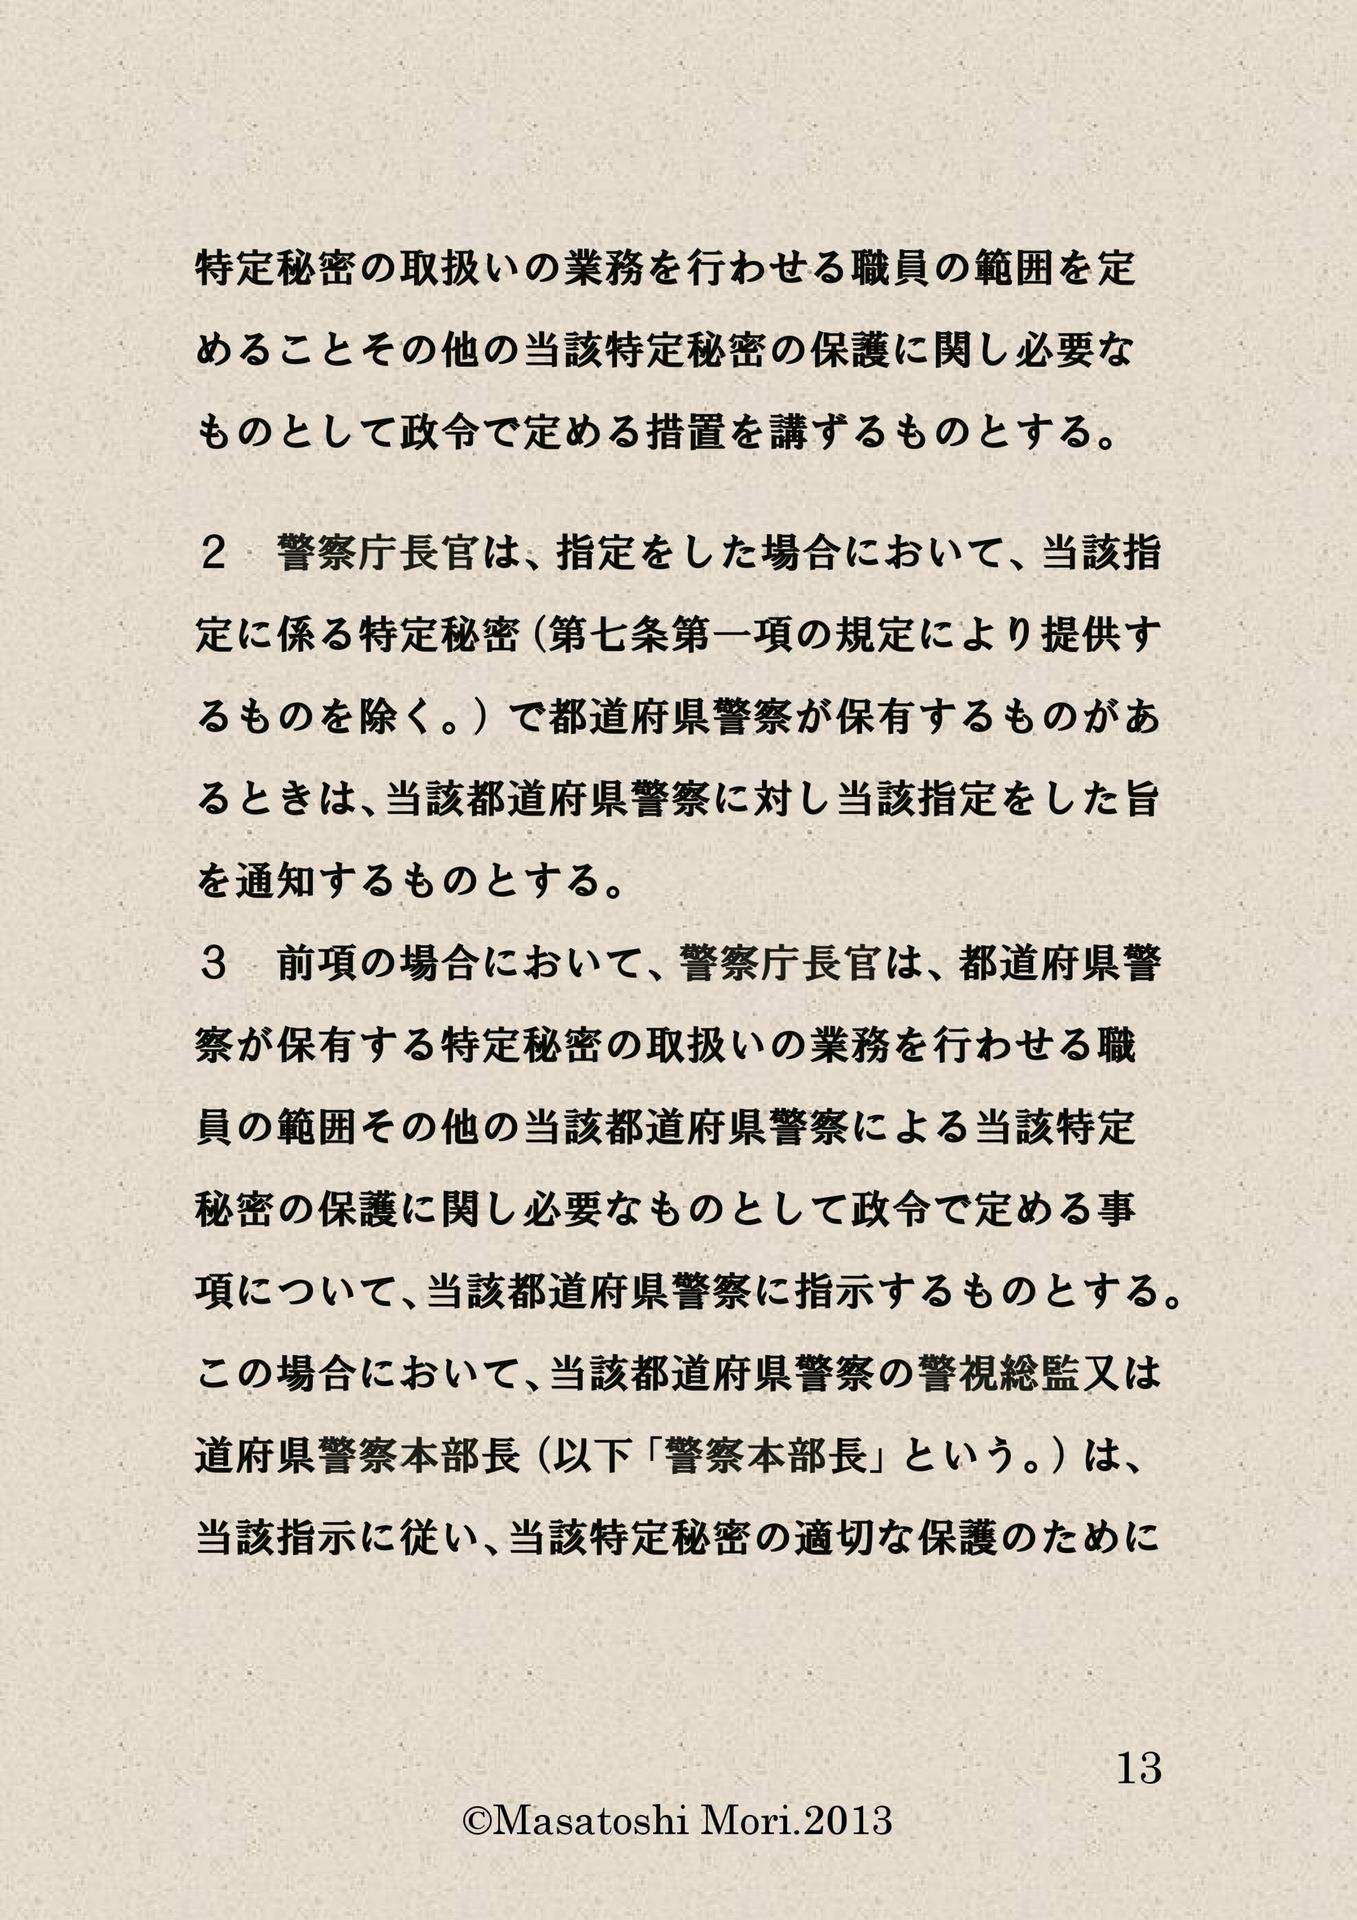 特定秘密の取扱いの業務を行わせる職員の範囲を定
めることその他の当該特定秘密の保護に関し必要な
ものとして政令で定める措置を講ずるものとする。
２　警察庁長官は、指定をした場合において、当該指
定に係る特定秘密（第七条第一項の規定により提供す
るものを除く。）で都道府県警察が保有するものがあ
るときは、当該都道府県警察に対し当該指定をした旨
を通知するものとする。
３　前項の場合において、警察庁長官は、都道府県警
察が保有する特定秘密の取扱いの業務を行わせる職
員の範囲その他の当該都道府県警察による当該特定
秘密の保護に関し必要なものとして政令で定める事
項について、当該都道府県警察に指示するものとする。
この場合において、当該都道府県警察の警視総監又は
道府県警察本部長（以下「警察本部長」という。）は、
当該指示に従い、当該特定秘密の適切な保護のために
13
©Masatoshi Mori.2013